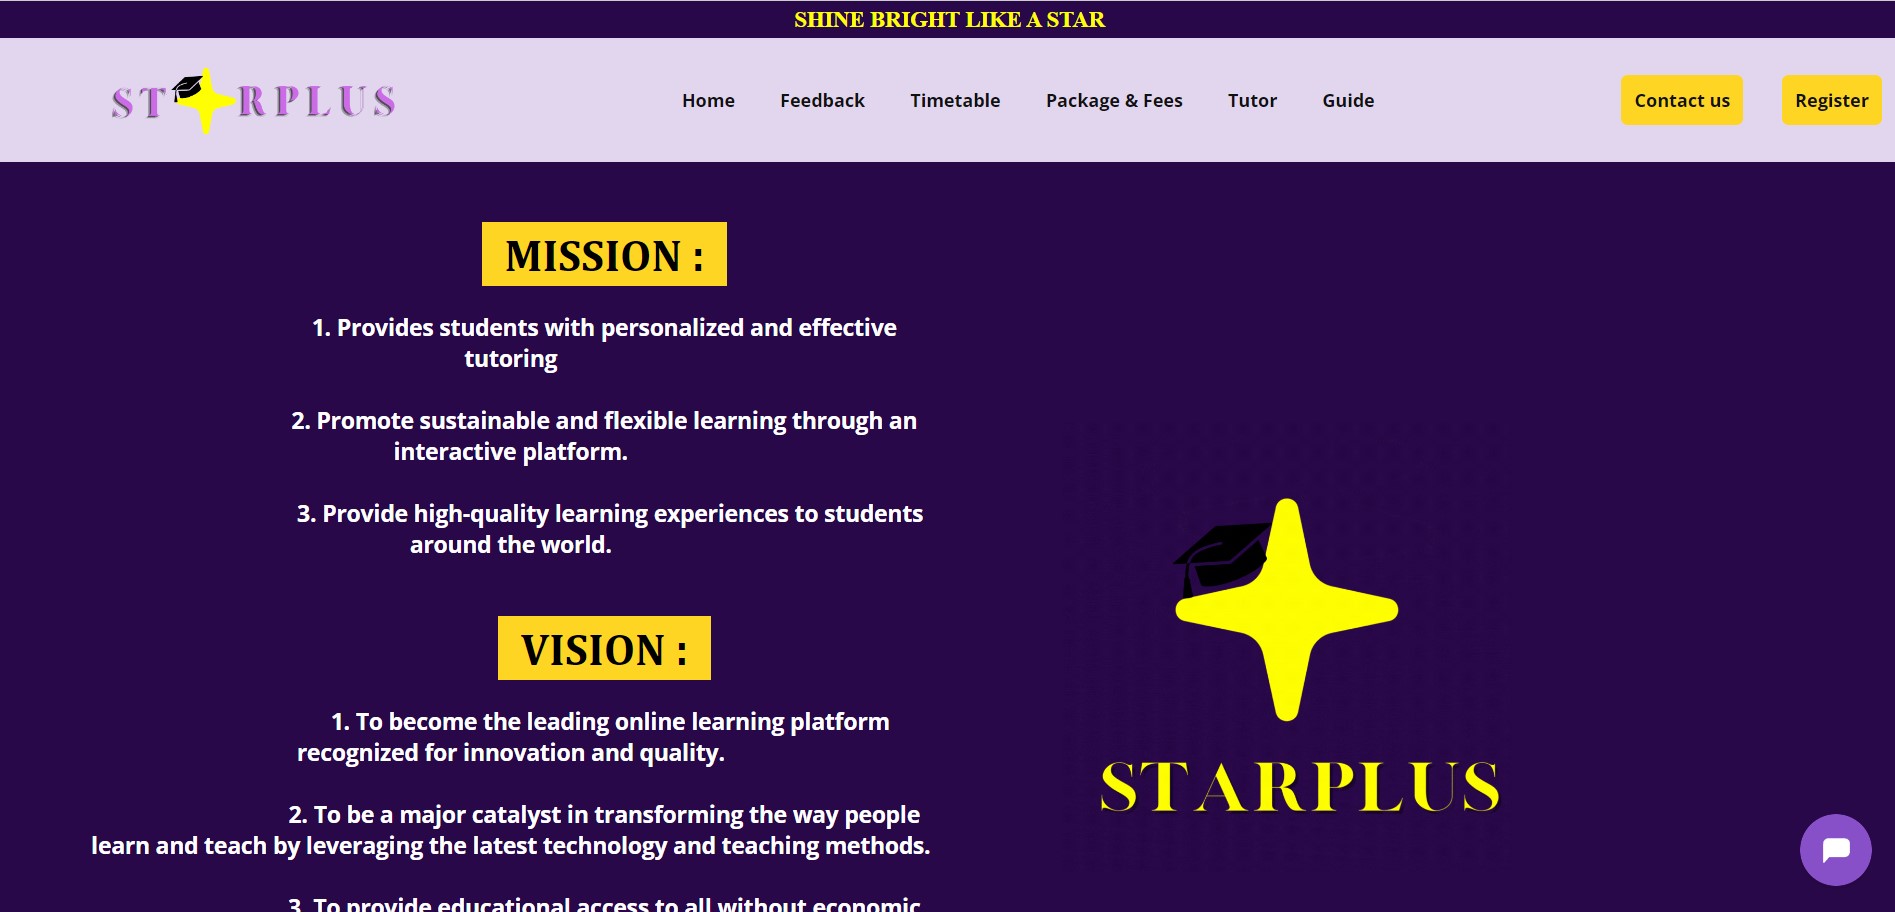 SHINE BRIGHT LIKE A STAR
ST RPLUS
Home Feedback Timetable Package & Fees Tutor Guide Contact us Register
MISSION :
1. Provides students with personalized and effective
tutoring
2. Promote sustainable and flexible learning through an
interactive platform.
3. Provide high-quality learning experiences to students
around the world.
VISION :
1. To become the leading online learning platform
recognized for innovation and quality.
2. To be a major catalyst in transforming the way people
learn and teach by leveraging the latest technology and teaching methods.
3. To provide educational access to all without economic
STARPLUS